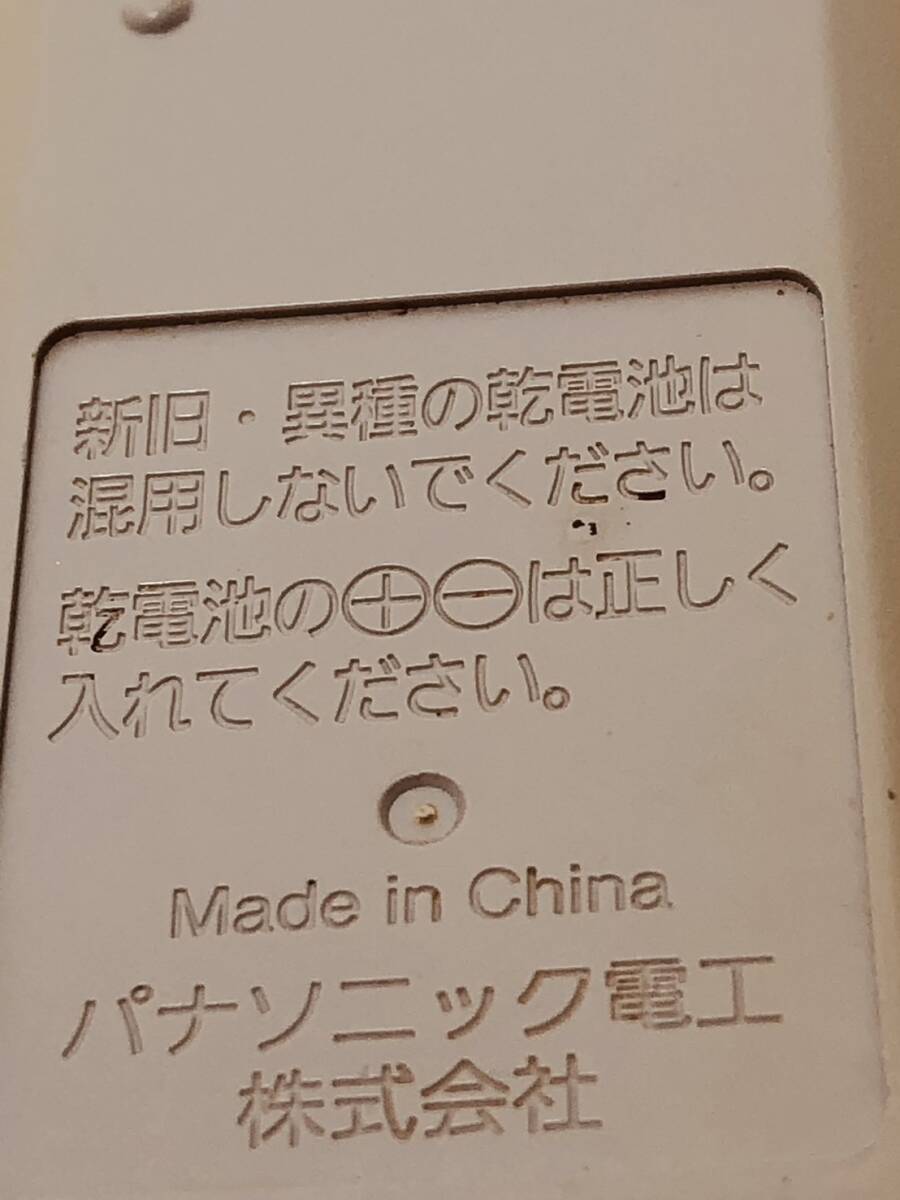 新旧・異種の乾電池は
混用しないでください。
乾電池の⊕⊖は正しく
入れてください。
Made in China
パナソニック電工
株式会社